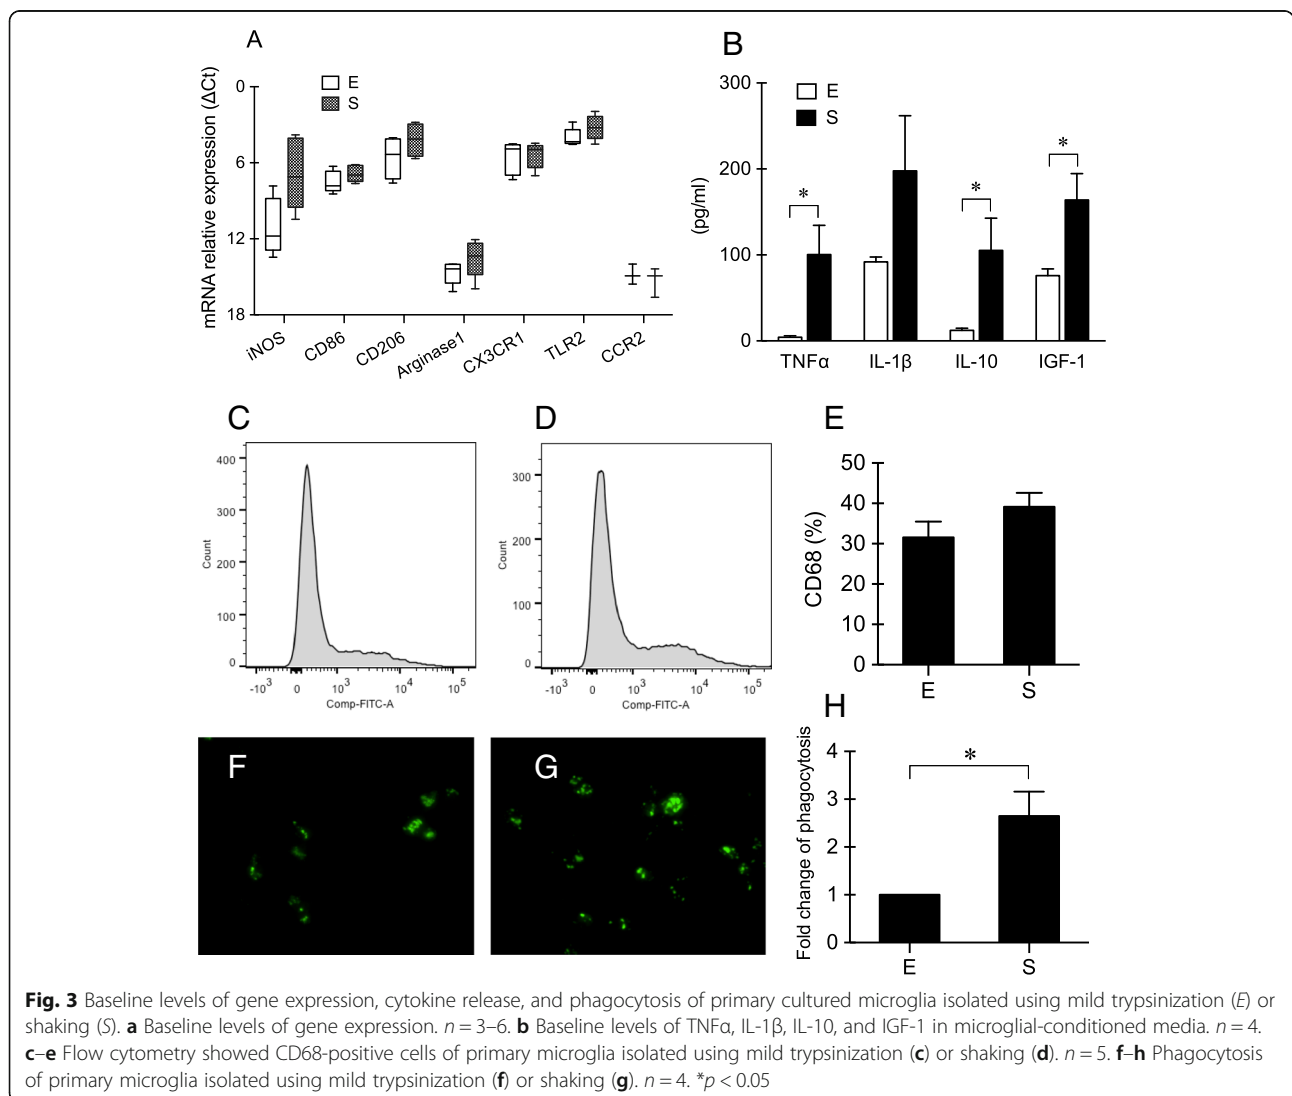 A
mRNA relative expression (ΔCt)
0
6
12
18
E
S
iNOS
CD86
CD206
Arginase1
CX3CR1
TLR2
CCR2
B
(pg/ml)
300
200
100
0
E
S
*
*
*
TNFα
IL-1β
IL-10
IGF-1
C
Count
400
300
200
100
0
-10³
0
10³
10⁴
10⁵
Comp-FITC-A
D
Count
300
200
100
0
-10³
0
10³
10⁴
10⁵
Comp-FITC-A
E
CD68 (%)
50
40
30
20
10
0
E
S
F
G
H
Fold change of phagocytosis
4
3
2
1
0
*
E
S
Fig. 3 Baseline levels of gene expression, cytokine release, and phagocytosis of primary cultured microglia isolated using mild trypsinization (E) or
shaking (S). a Baseline levels of gene expression. n = 3–6. b Baseline levels of TNFα, IL-1β, IL-10, and IGF-1 in microglial-conditioned media. n = 4.
c–e Flow cytometry showed CD68-positive cells of primary microglia isolated using mild trypsinization (c) or shaking (d). n = 5. f–h Phagocytosis
of primary microglia isolated using mild trypsinization (f) or shaking (g). n = 4. *p < 0.05